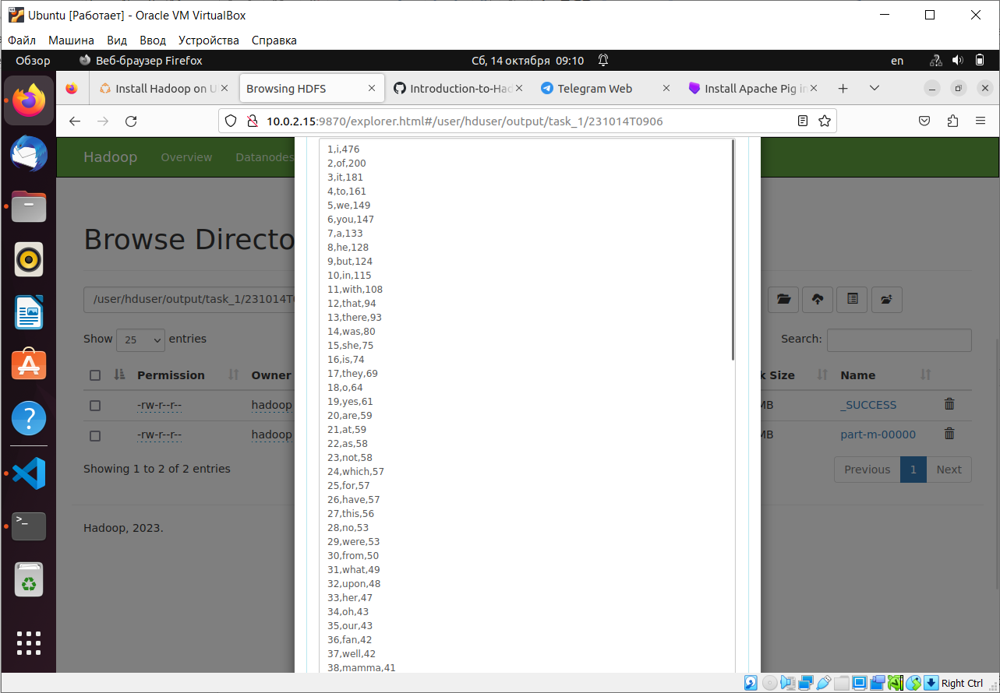 Ubuntu [Работает] - Oracle VM VirtualBox
Файл Машина Вид Ввод Устройства Справка
Обзор Веб-браузер Firefox Сб, 14 октября 09:10 en
Install Hadoop on U Browsing HDFS Introduction-to-Had Telegram Web Install Apache Pig in
10.0.2.15:9870/explorer.html#/user/hduser/output/task_1/231014T0906
Hadoop Overview Datanodes
Browse Directo
/user/hduser/output/task_1/231014T0
Show 25 entries Search:
Permission Owner k Size Name
-rw-r--r-- hadoop MB _SUCCESS
-rw-r--r-- hadoop MB part-m-00000
Showing 1 to 2 of 2 entries Previous 1 Next
Hadoop, 2023.
1,i,476
2,of,200
3,it,181
4,to,161
5,we,149
6,you,147
7,a,133
8,he,128
9,but,124
10,in,115
11,with,108
12,that,94
13,there,93
14,was,80
15,she,75
16,is,74
17,they,69
18,o,64
19,yes,61
20,are,59
21,at,59
22,as,58
23,not,58
24,which,57
25,for,57
26,have,57
27,this,56
28,no,53
29,were,53
30,from,50
31,what,49
32,upon,48
33,her,47
34,oh,43
35,our,43
36,fan,42
37,well,42
38,mamma,41
Right Ctrl